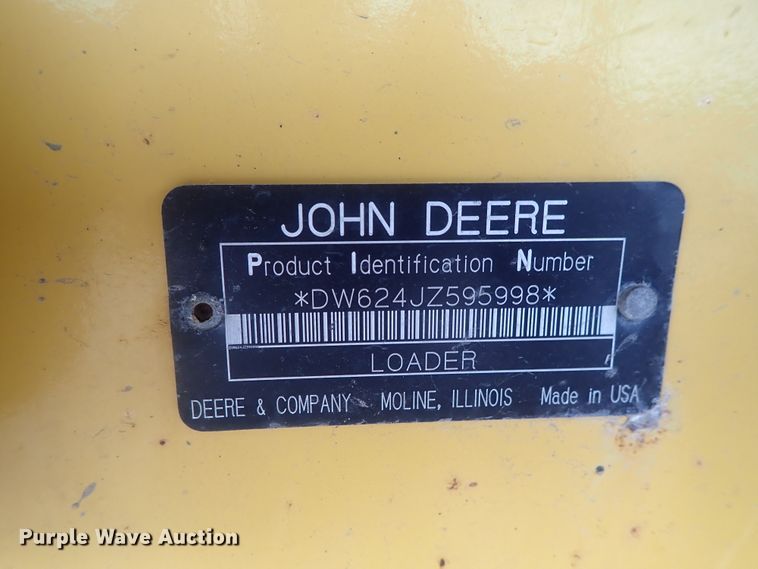 JOHN DEERE
Product Identification Number
*DW624JZ595998*
LOADER
F
DEERE & COMPANY MOLINE, ILLINOIS Made in USA
Purple Wave Auction